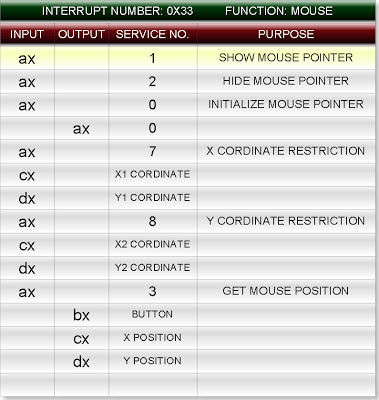 INTERRUPT NUMBER: 0X33 FUNCTION: MOUSE
INPUT OUTPUT SERVICE NO. PURPOSE
ax 1 SHOW MOUSE POINTER
ax 2 HIDE MOUSE POINTER
ax 0 INITIALIZE MOUSE POINTER
ax 0
ax 7 X CORDINATE RESTRICTION
cx X1 CORDINATE
dx Y1 CORDINATE
ax 8 Y CORDINATE RESTRICTION
cx X2 CORDINATE
dx Y2 CORDINATE
ax 3 GET MOUSE POSITION
bx BUTTON
cx X POSITION
dx Y POSITION